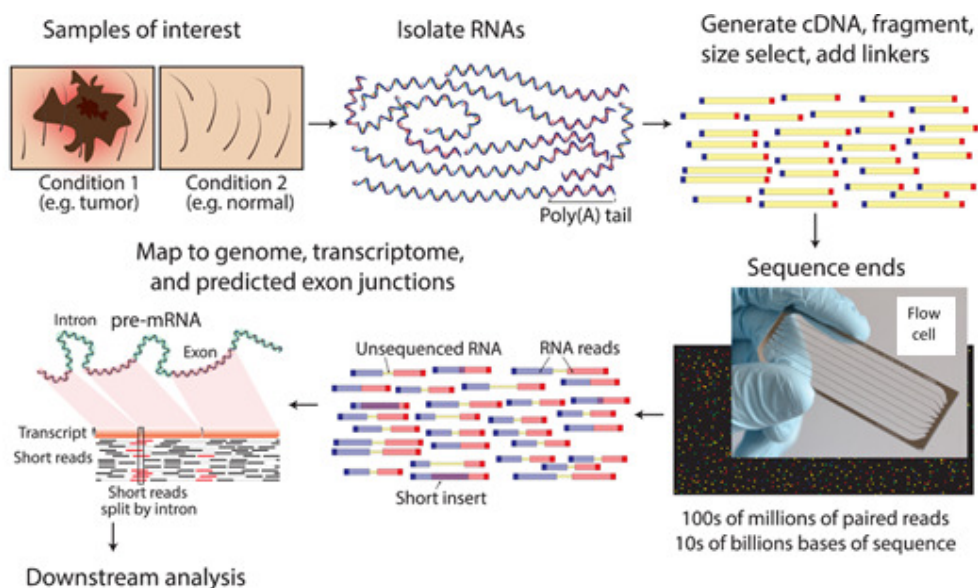 Samples of interest
Condition 1
(e.g. tumor)
Condition 2
(e.g. normal)
Isolate RNAs
Poly(A) tail
Generate cDNA, fragment,
size select, add linkers
Sequence ends
Flow
cell
100s of millions of paired reads
10s of billions bases of sequence
Unsequenced RNA
RNA reads
Short insert
Map to genome, transcriptome,
and predicted exon junctions
Intron
pre-mRNA
Exon
Transcript
Short reads
Short reads
split by intron
Downstream analysis